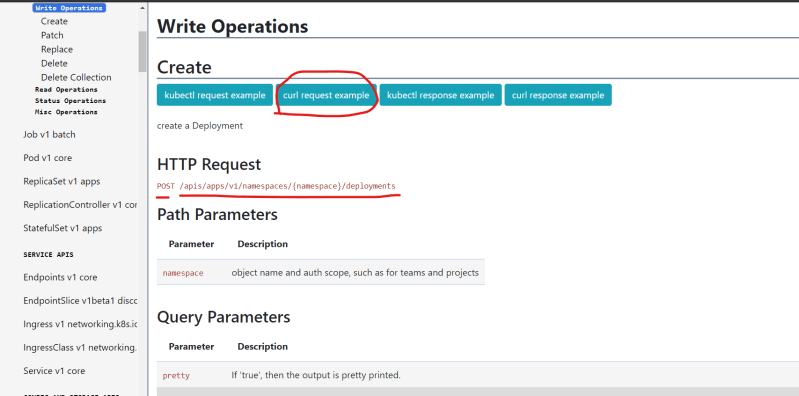 Write Operations
Create
Patch
Replace
Delete
Delete Collection
Read Operations
Status Operations
Misc Operations
Job v1 batch
Pod v1 core
ReplicaSet v1 apps
ReplicationController v1 cor
StatefulSet v1 apps
SERVICE APIS
Endpoints v1 core
EndpointSlice v1beta1 disco
Ingress v1 networking.k8s.io
IngressClass v1 networking.
Service v1 core
Write Operations
Create
kubectl request example curl request example kubectl response example curl response example
create a Deployment
HTTP Request
POST /apis/apps/v1/namespaces/{namespace}/deployments
Path Parameters
Parameter Description
namespace object name and auth scope, such as for teams and projects
Query Parameters
Parameter Description
pretty If 'true', then the output is pretty printed.